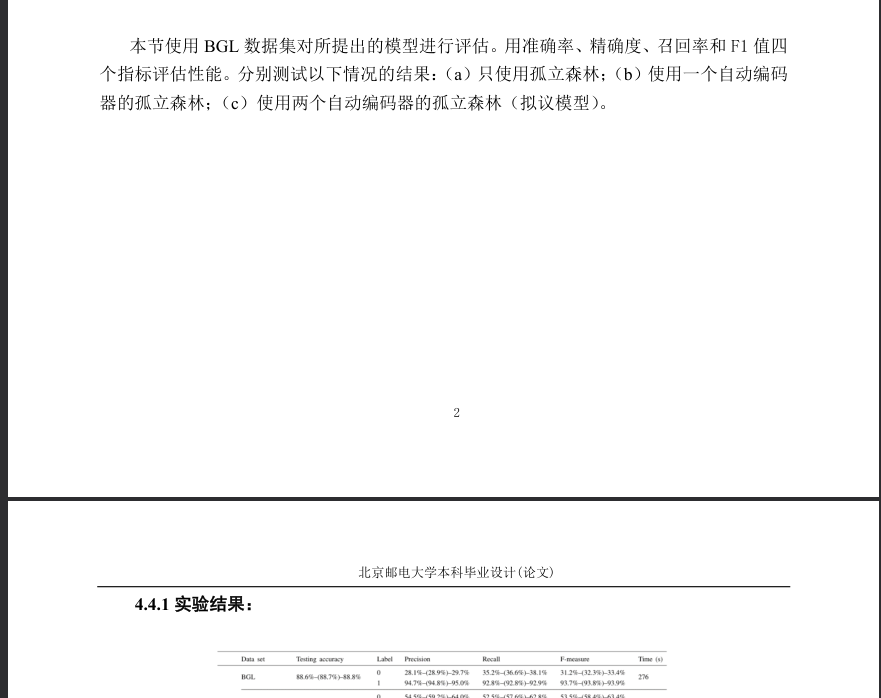 本节使用 BGL 数据集对所提出的模型进行评估。用准确率、精确度、召回率和 F1 值四
个指标评估性能。分别测试以下情况的结果：（a）只使用孤立森林；（b）使用一个自动编码
器的孤立森林；（c）使用两个自动编码器的孤立森林（拟议模型）。
2
北京邮电大学本科毕业设计(论文)
4.4.1 实验结果：
Data set Testing accuracy Label Precision Recall F-measure Time (s)
0 28.1%–(28.9%)–29.7% 35.2%–(36.6%)–38.1% 31.2%–(32.3%)–33.4%
BGL 88.6%–(88.7%)–88.8% 276
1 94.7%–(94.8%)–95.0% 92.8%–(92.8%)–92.9% 93.7%–(93.8%)–93.9%
0 54.5%–(59.2%)–64.0% 52.5%–(57.6%)–62.8% 53.5%–(58.4%)–63.4%